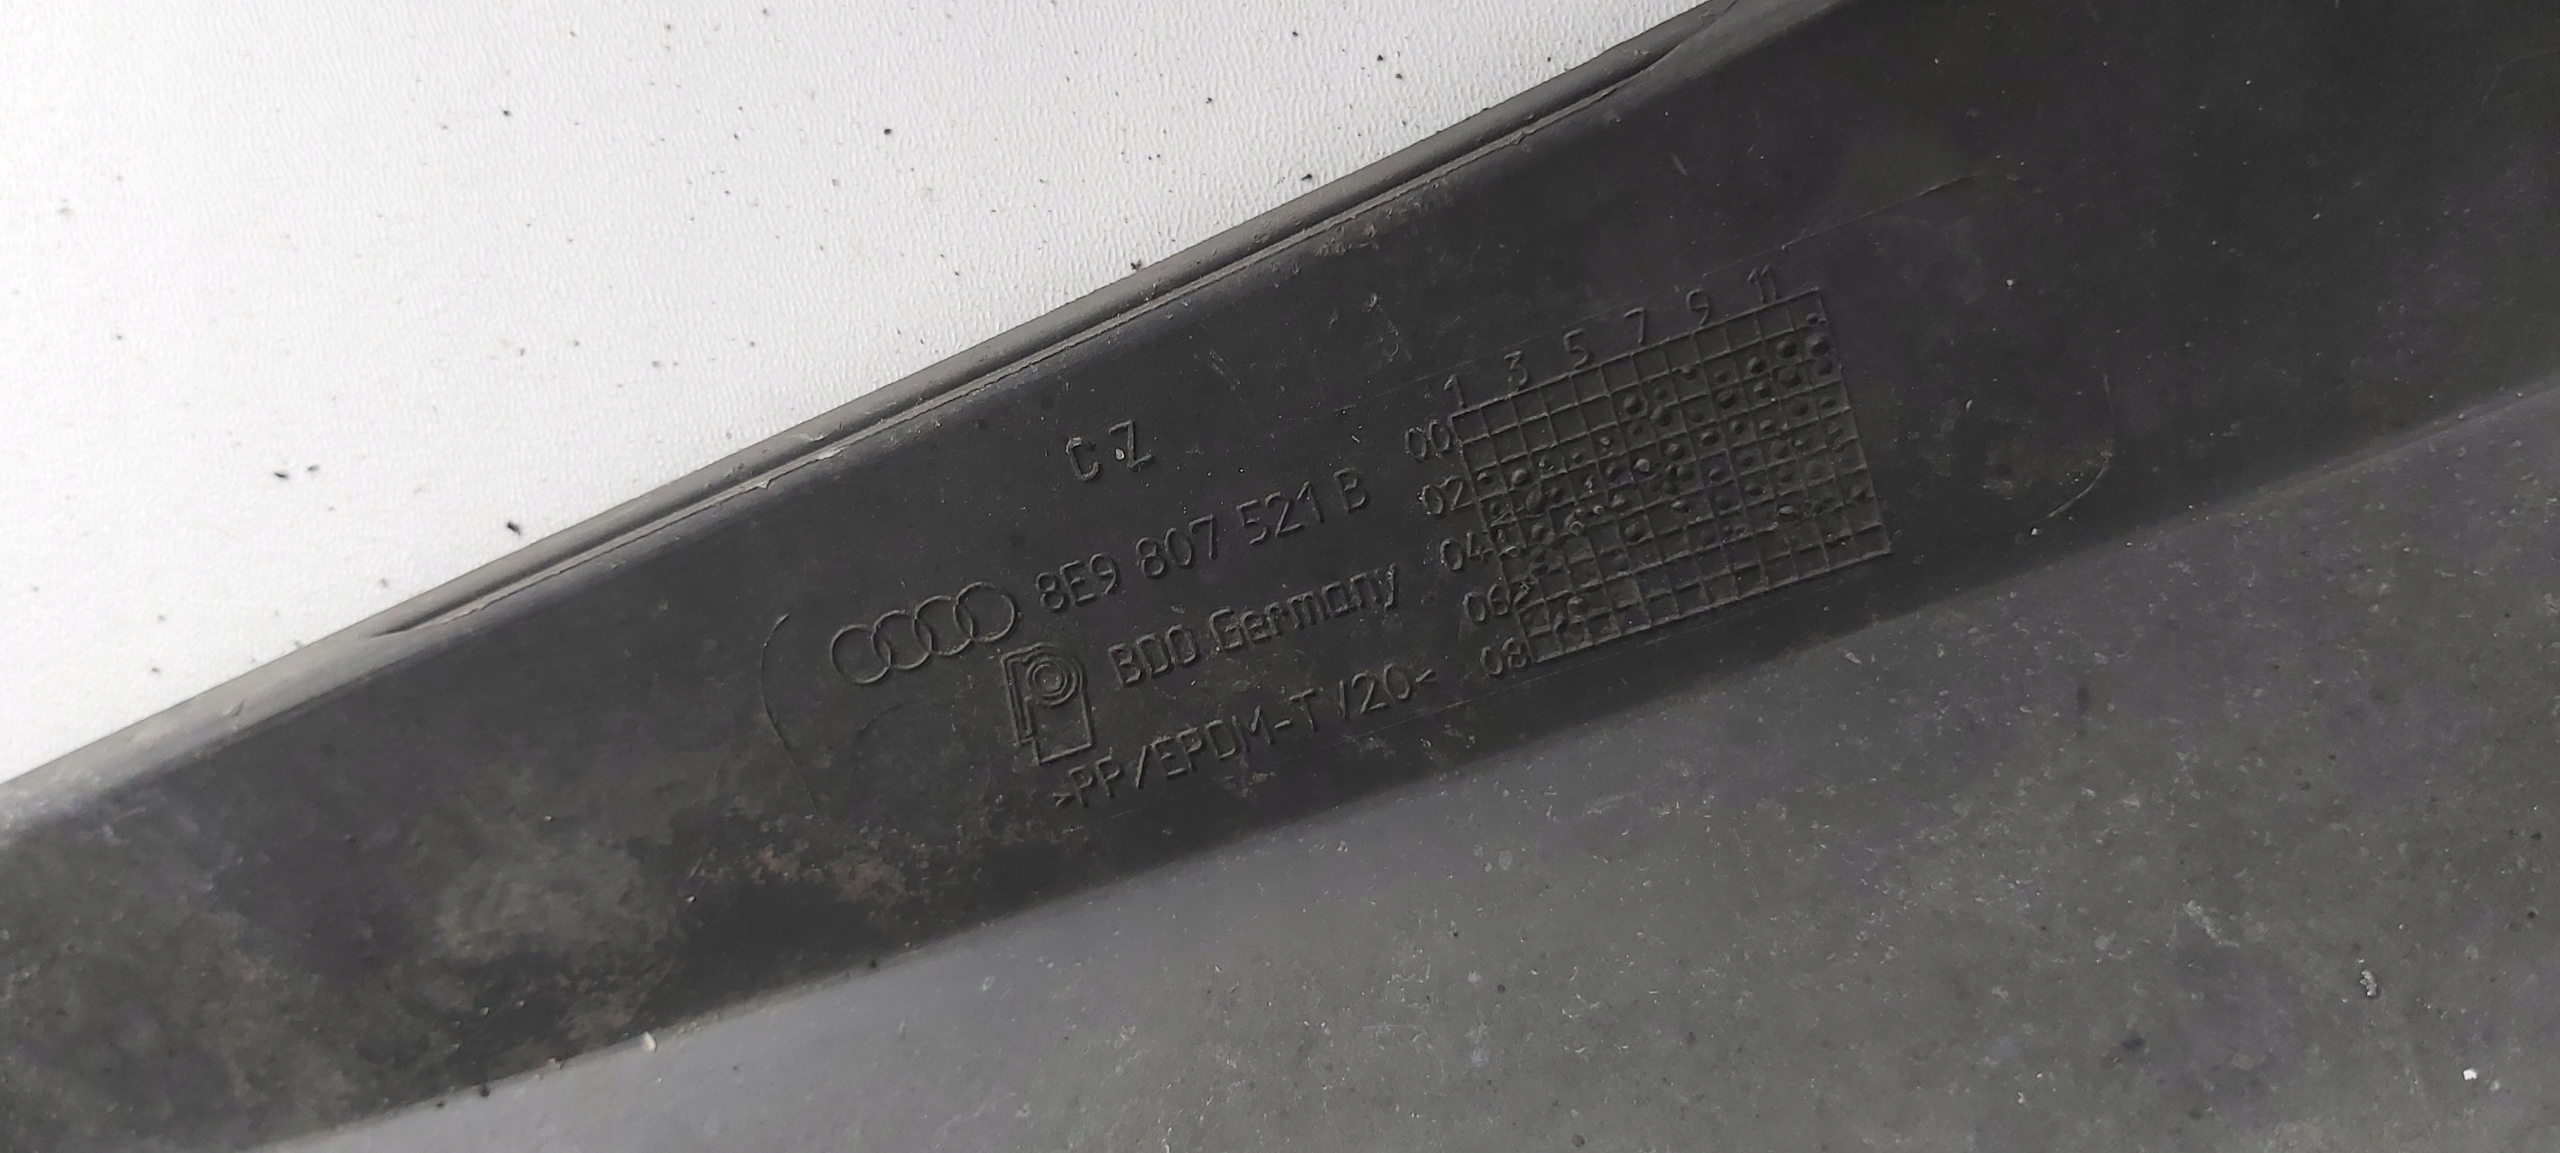 CZ
8E9 807 521 B
BDO Germany
>PP/EPDM-TV20<
1 3 5 7 9 11
00
02
04
06
08